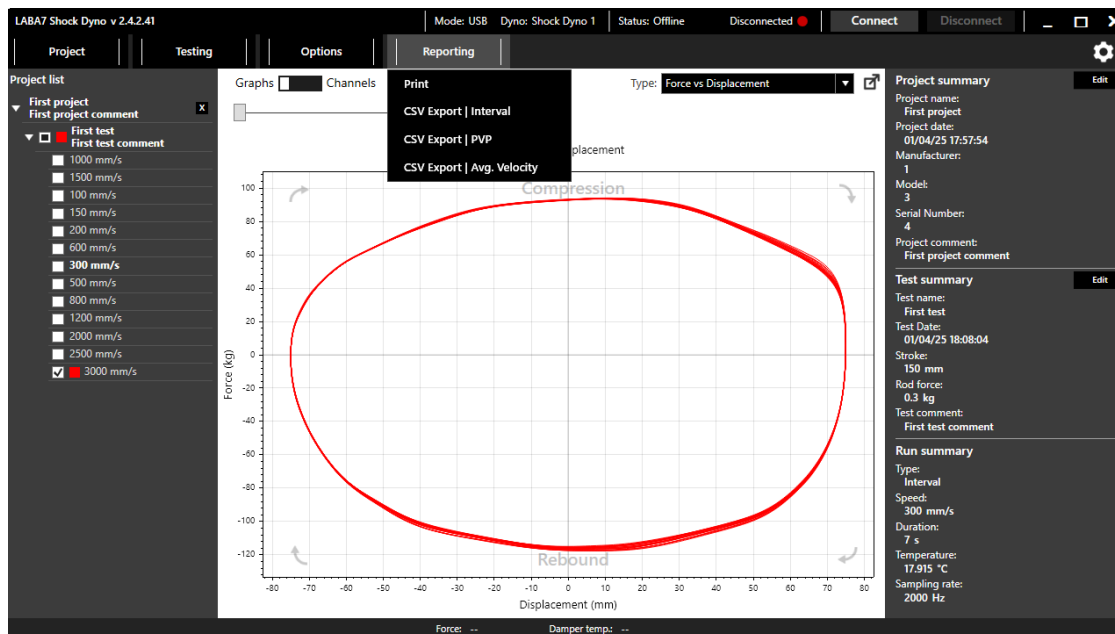 LABA7 Shock Dyno v 2.4.2.41
Mode: USB Dyno: Shock Dyno 1
Status: Offline
Disconnected
Connect
Disconnect
Project
Testing
Options
Reporting
Project list
First project
First project comment
X
First test
First test comment
1000 mm/s
1500 mm/s
100 mm/s
150 mm/s
200 mm/s
600 mm/s
300 mm/s
500 mm/s
800 mm/s
1200 mm/s
2000 mm/s
2500 mm/s
3000 mm/s
Graphs
Channels
Print
CSV Export | Interval
CSV Export | PVP
CSV Export | Avg. Velocity
Type: Force vs Displacement
placement
Compression
Rebound
100
80
60
40
20
0
-20
-40
-60
-80
-100
-120
Force (kg)
-80 -70 -60 -50 -40 -30 -20 -10 0 10 20 30 40 50 60 70 80
Displacement (mm)
Project summary
Edit
Project name:
First project
Project date:
01/04/25 17:57:54
Manufacturer:
1
Model:
3
Serial Number:
4
Project comment:
First project comment
Test summary
Edit
Test name:
First test
Test Date:
01/04/25 18:08:04
Stroke:
150 mm
Rod force:
0.3 kg
Test comment:
First test comment
Run summary
Type:
Interval
Speed:
300 mm/s
Duration:
7 s
Temperature:
17.915 °C
Sampling rate:
2000 Hz
Force: --
Damper temp.: --